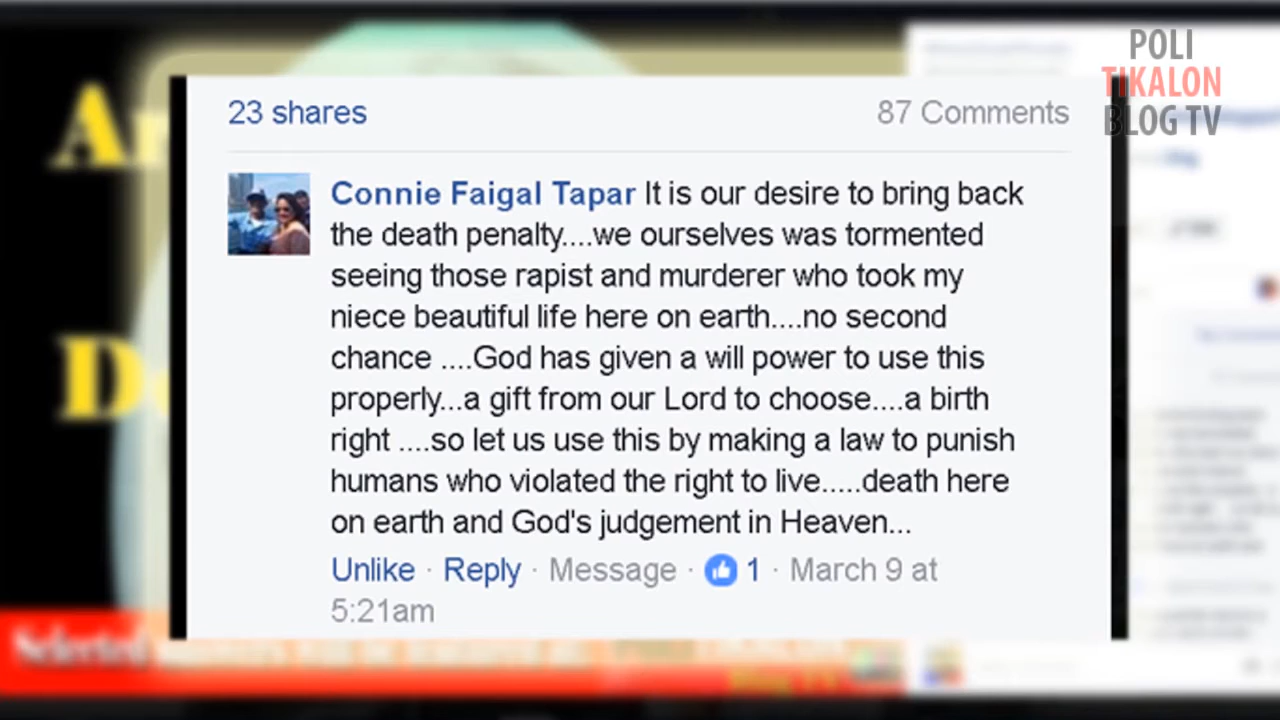 POLI
TIKALON
BLOG TV
23 shares
87 Comments
Connie Faigal Tapar It is our desire to bring back
the death penalty....we ourselves was tormented
seeing those rapist and murderer who took my
niece beautiful life here on earth....no second
chance ....God has given a will power to use this
properly...a gift from our Lord to choose....a birth
right ....so let us use this by making a law to punish
humans who violated the right to live.....death here
on earth and God's judgement in Heaven...
Unlike · Reply · Message · 1 · March 9 at
5:21am
Selected